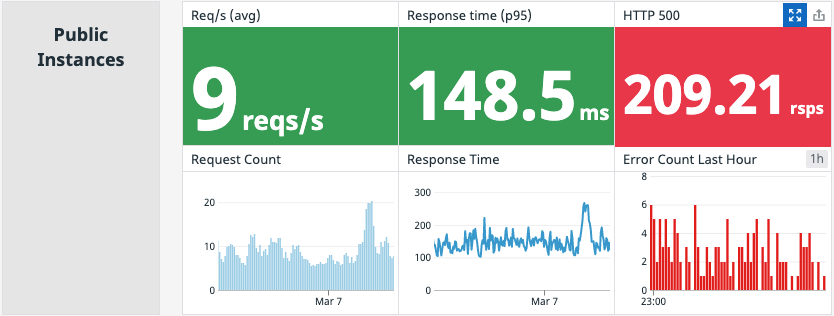 Public
Instances
Req/s (avg)
9 reqs/s
Response time (p95)
148.5 ms
HTTP 500
209.21 rsps
Request Count
20
10
0
Mar 7
Response Time
300
200
100
0
Mar 7
Error Count Last Hour
1h
8
6
4
2
0
23:00